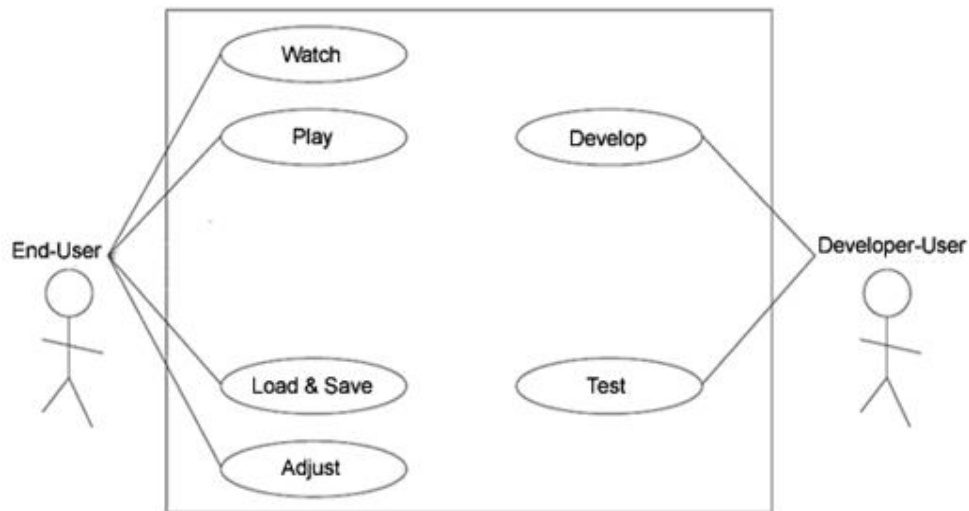 Watch
Play
Develop
End-User
Developer-User
Load & Save
Test
Adjust